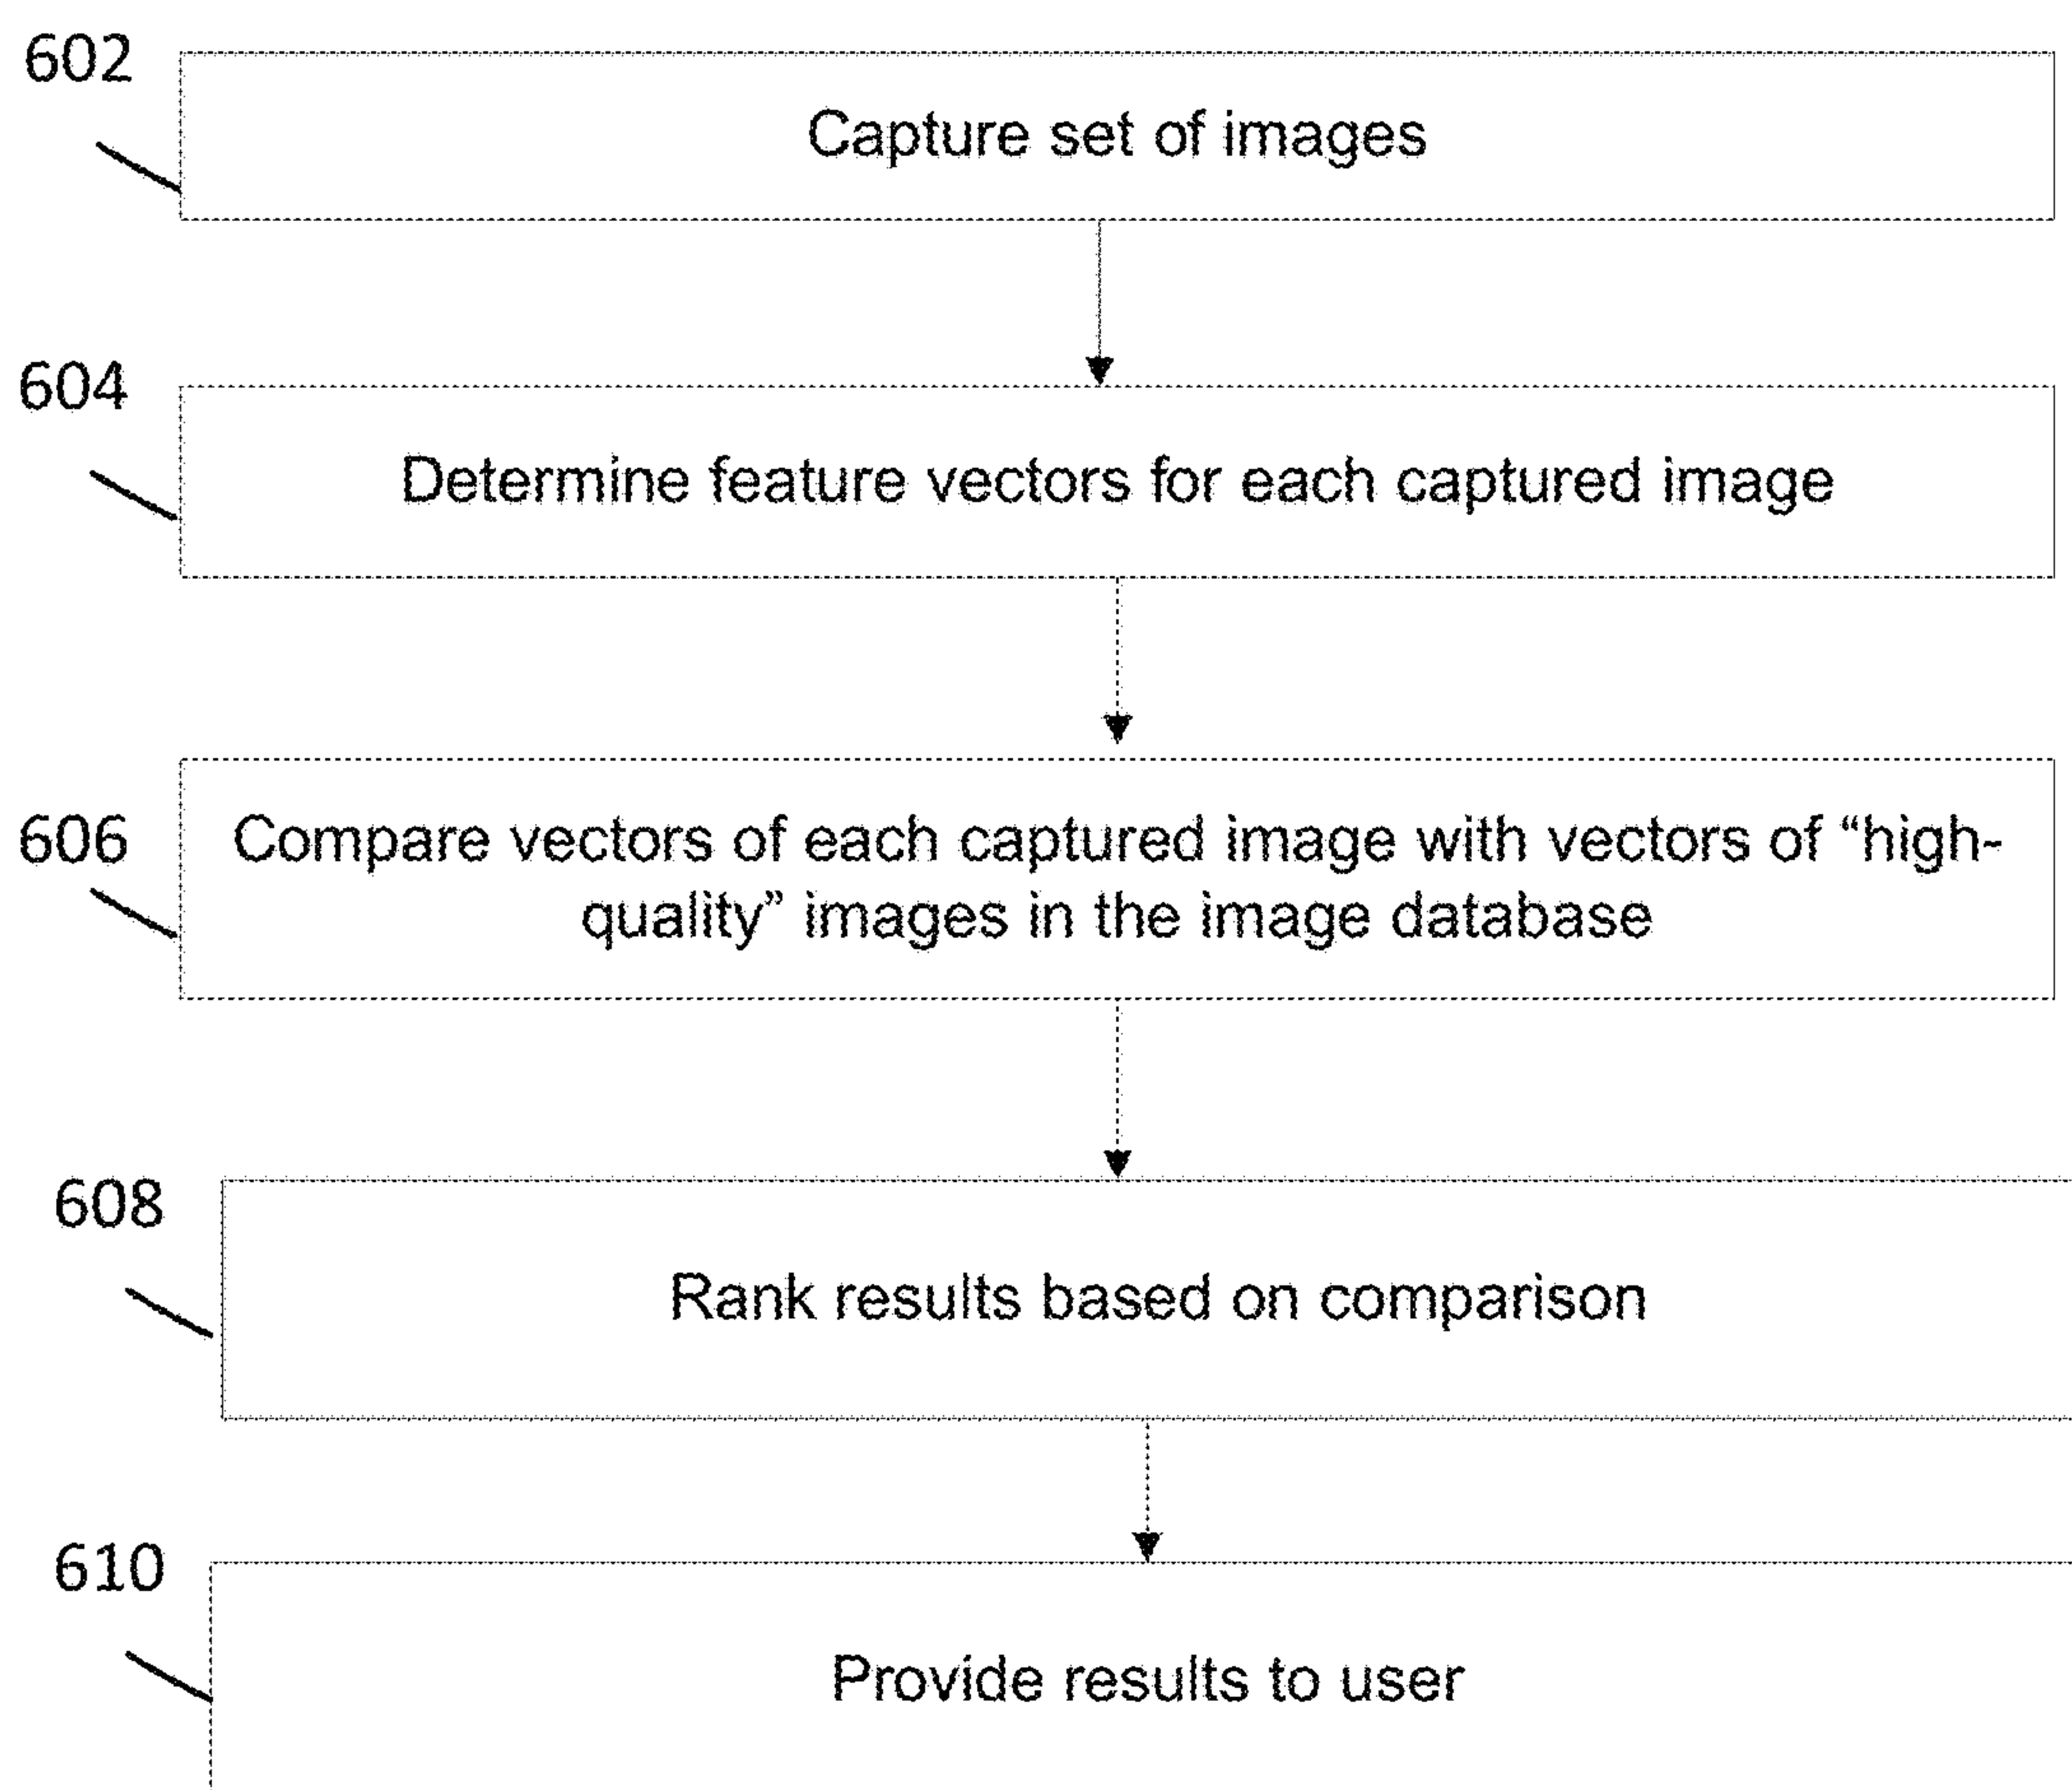 602
Capture set of images
604
Determine feature vectors for each captured image
606
Compare vectors of each captured image with vectors of “high-
quality” images in the image database
608
Rank results based on comparison
610
Provide results to user